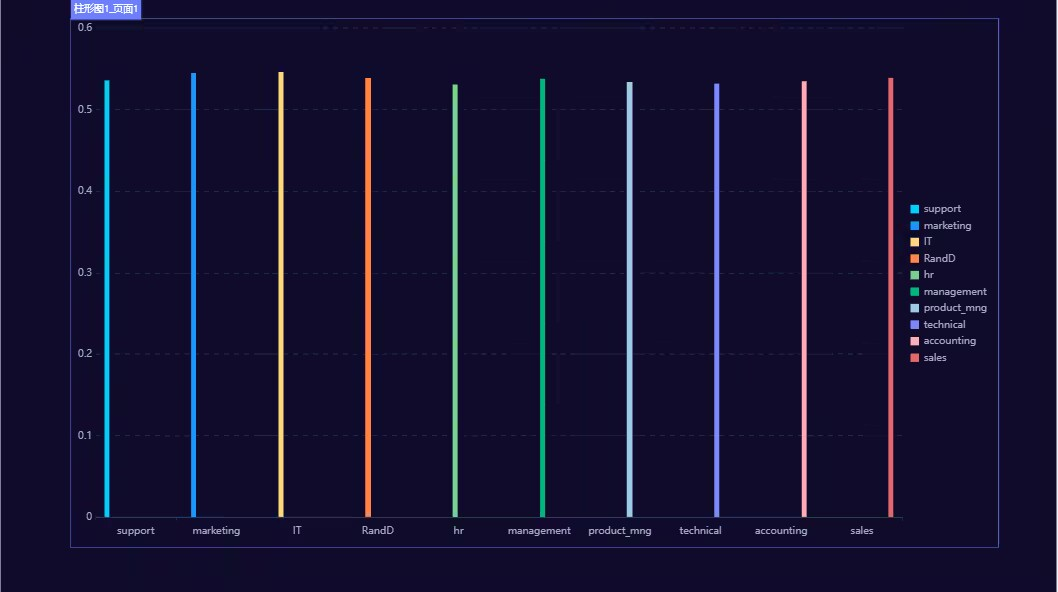 柱形图1_页面1
0.6
0.5
0.4
0.3
0.2
0.1
0
support
marketing
IT
RandD
hr
management
product_mng
technical
accounting
sales
support
marketing
IT
RandD
hr
management
product_mng
technical
accounting
sales